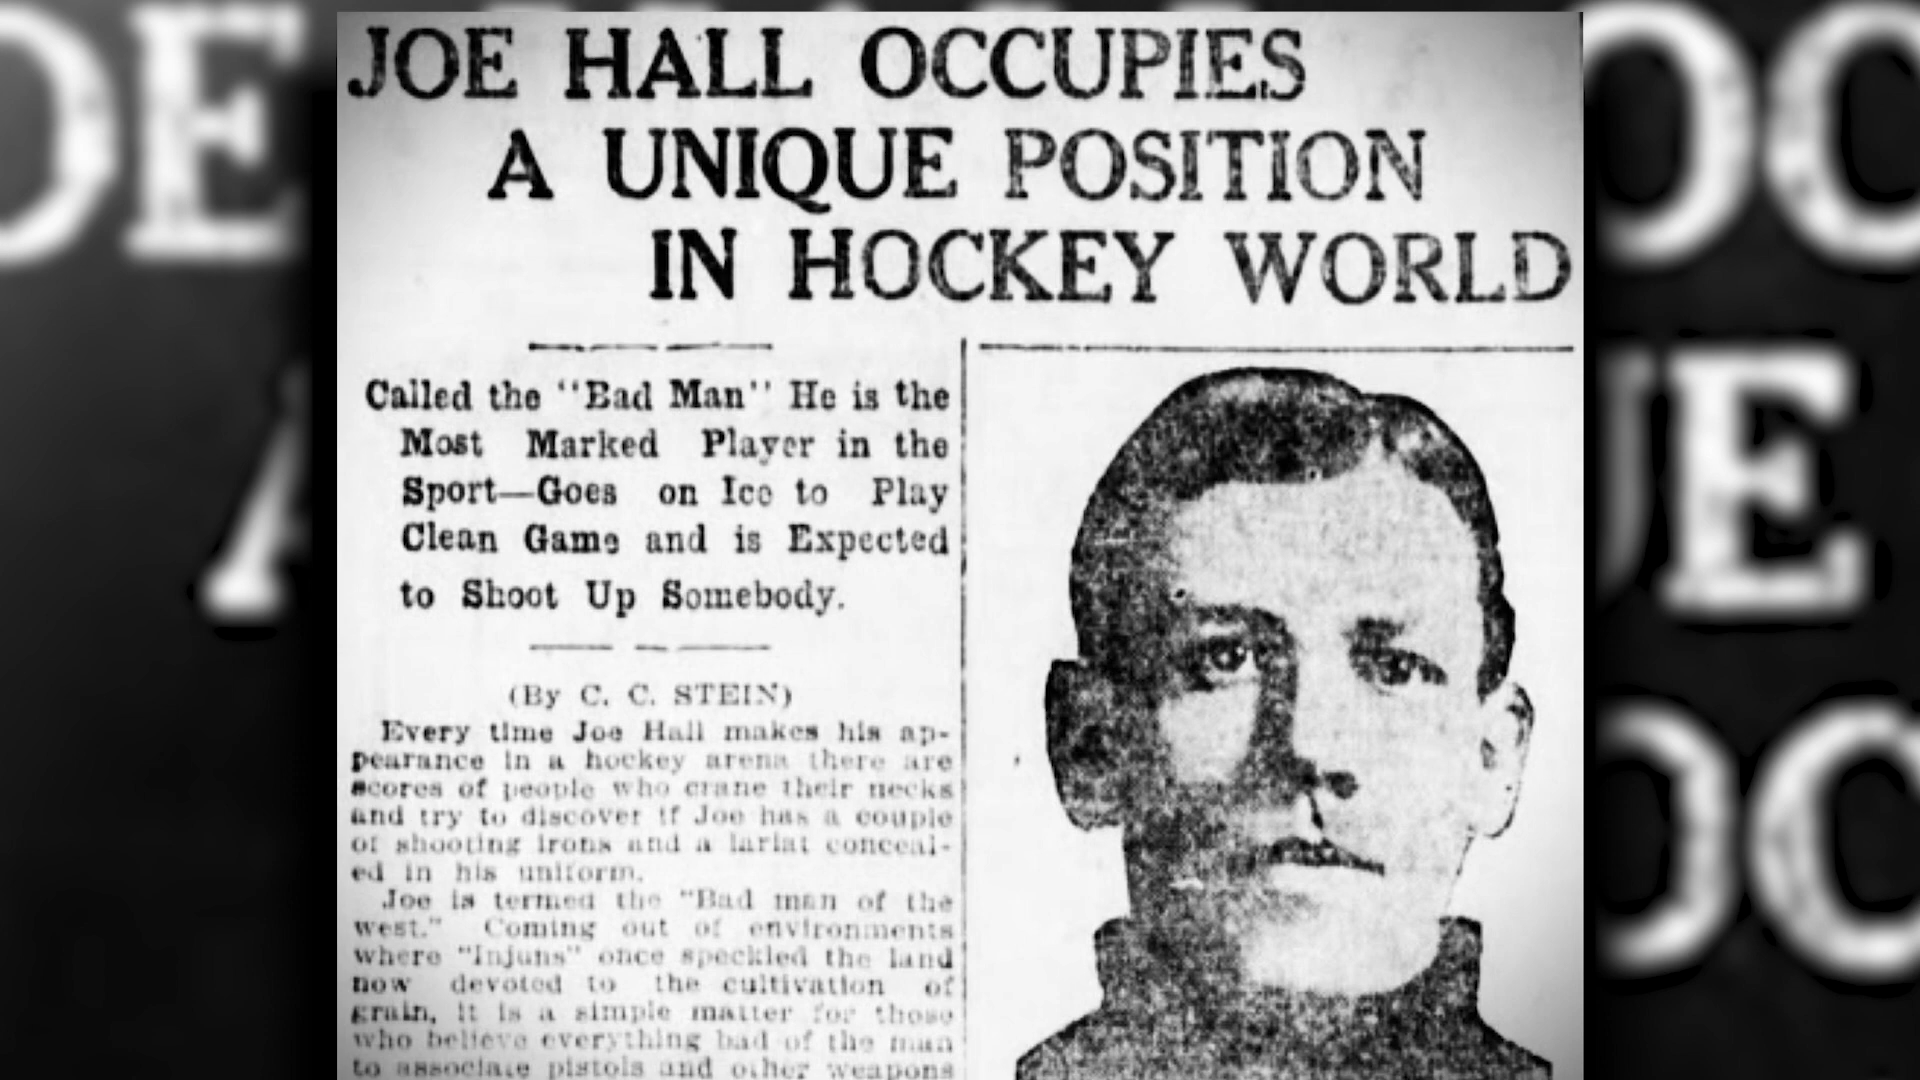 JOE HALL OCCUPIES
A UNIQUE POSITION
IN HOCKEY WORLD
Called the "Bad Man" He is the
Most Marked Player in the
Sport—Goes on Ice to Play
Clean Game and is Expected
to Shoot Up Somebody.
(By C. C. STEIN)
Every time Joe Hall makes his ap-
pearance in a hockey arena there are
scores of people who crane their necks
and try to discover if Joe has a couple
of shooting irons and a lariat conceal-
ed in his uniform.
Joe is termed the "Bad man of the
west." Coming out of environments
where "Injuns" once speckled the land
now devoted to the cultivation of
grain, it is a simple matter for those
who believe everything bad of the man
to associate pistols and other weapons